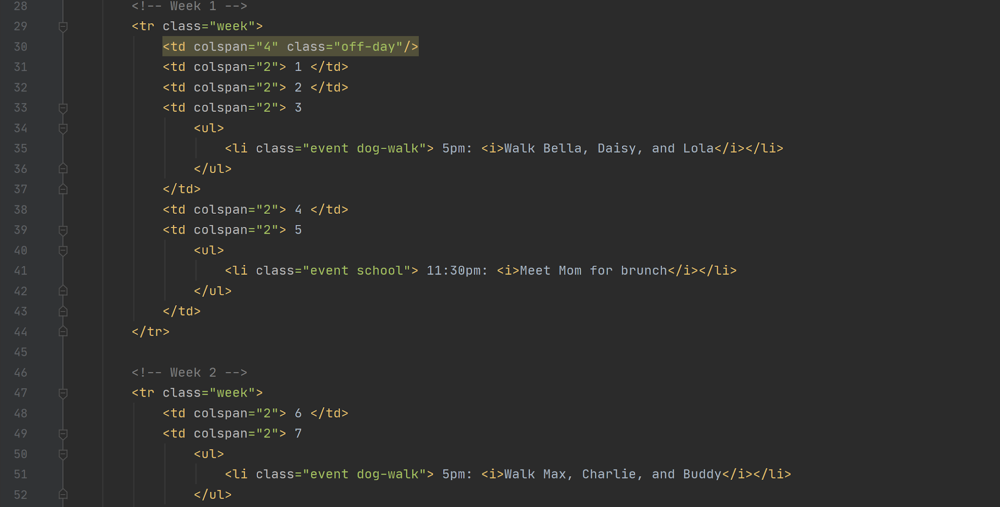 28 <!-- Week 1 -->
29 <tr class="week">
30 <td colspan="4" class="off-day"/>
31 <td colspan="2"> 1 </td>
32 <td colspan="2"> 2 </td>
33 <td colspan="2"> 3
34 <ul>
35 <li class="event dog-walk"> 5pm: <i>Walk Bella, Daisy, and Lola</i></li>
36 </ul>
37 </td>
38 <td colspan="2"> 4 </td>
39 <td colspan="2"> 5
40 <ul>
41 <li class="event school"> 11:30pm: <i>Meet Mom for brunch</i></li>
42 </ul>
43 </td>
44 </tr>
45
46 <!-- Week 2 -->
47 <tr class="week">
48 <td colspan="2"> 6 </td>
49 <td colspan="2"> 7
50 <ul>
51 <li class="event dog-walk"> 5pm: <i>Walk Max, Charlie, and Buddy</i></li>
52 </ul>